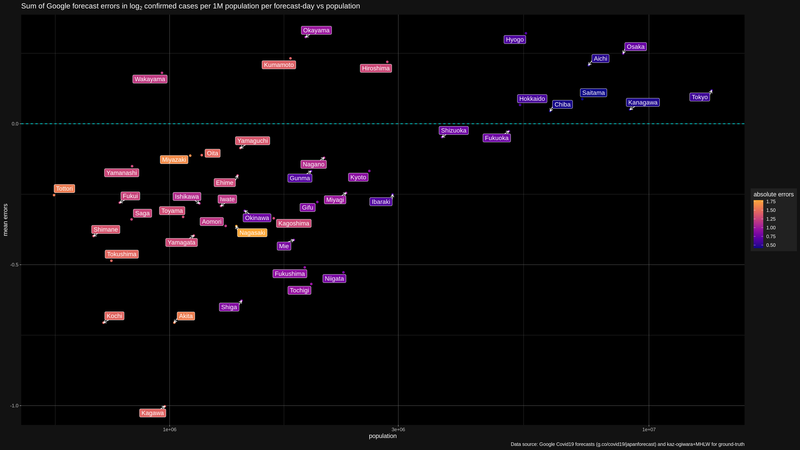 Sum of Google forecast errors in log2 confirmed cases per 1M population per forecast-day vs population
Okayama
Hyogo
Osaka
Aichi
Kumamoto
Hiroshima
Wakayama
Saitama
Tokyo
Hokkaido
Chiba
Kanagawa
0.0
Shizuoka
Fukuoka
Yamaguchi
Oita
Miyazaki
Nagano
Yamanashi
Gunma
Kyoto
Ehime
Tottori
Fukui
Ishikawa
Iwate
Miyagi
Ibaraki
Gifu
Toyama
Saga
Okinawa
Aomori
Kagoshima
Shimane
Nagasaki
Yamagata
Mie
Tokushima
-0.5
Fukushima
Niigata
Tochigi
Shiga
Kochi
Akita
-1.0
Kagawa
mean errors
1e+06
3e+06
1e+07
population
absolute errors
1.75
1.50
1.25
1.00
0.75
0.50
Data source: Google Covid19 forecasts (g.co/covid19/japanforecast) and kaz-ogiwara+MHLW for ground-truth